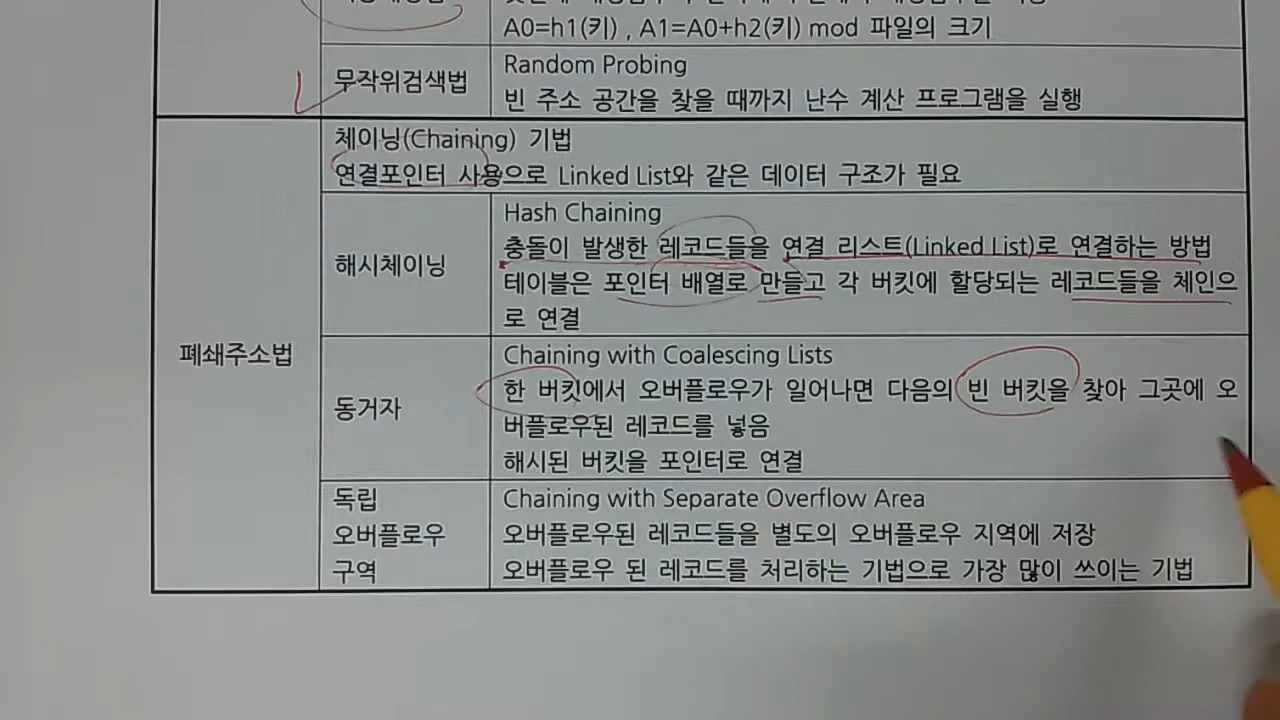 A0=h1(키) , A1=A0+h2(키) mod 파일의 크기
무작위검색법
Random Probing
빈 주소 공간을 찾을 때까지 난수 계산 프로그램을 실행
폐쇄주소법
체이닝(Chaining) 기법
연결포인터 사용으로 Linked List와 같은 데이터 구조가 필요
해시체이닝
Hash Chaining
충돌이 발생한 레코드들을 연결 리스트(Linked List)로 연결하는 방법
테이블은 포인터 배열로 만들고 각 버킷에 할당되는 레코드들을 체인으
로 연결
동거자
Chaining with Coalescing Lists
한 버킷에서 오버플로우가 일어나면 다음의 빈 버킷을 찾아 그곳에 오
버플로우된 레코드를 넣음
해시된 버킷을 포인터로 연결
독립
오버플로우
구역
Chaining with Separate Overflow Area
오버플로우된 레코드들을 별도의 오버플로우 지역에 저장
오버플로우 된 레코드를 처리하는 기법으로 가장 많이 쓰이는 기법